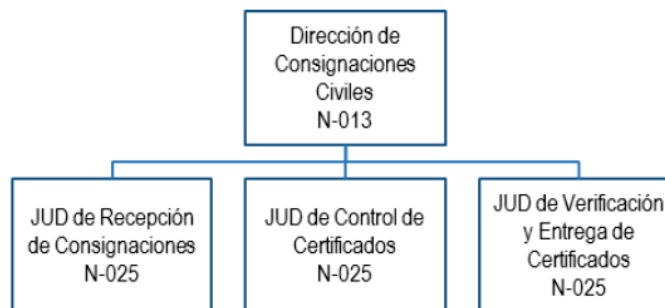 Dirección de
Consignaciones
Civiles
N-013
JUD de Recepción
de Consignaciones
N-025
JUD de Control de
Certificados
N-025
JUD de Verificación
y Entrega de
Certificados
N-025